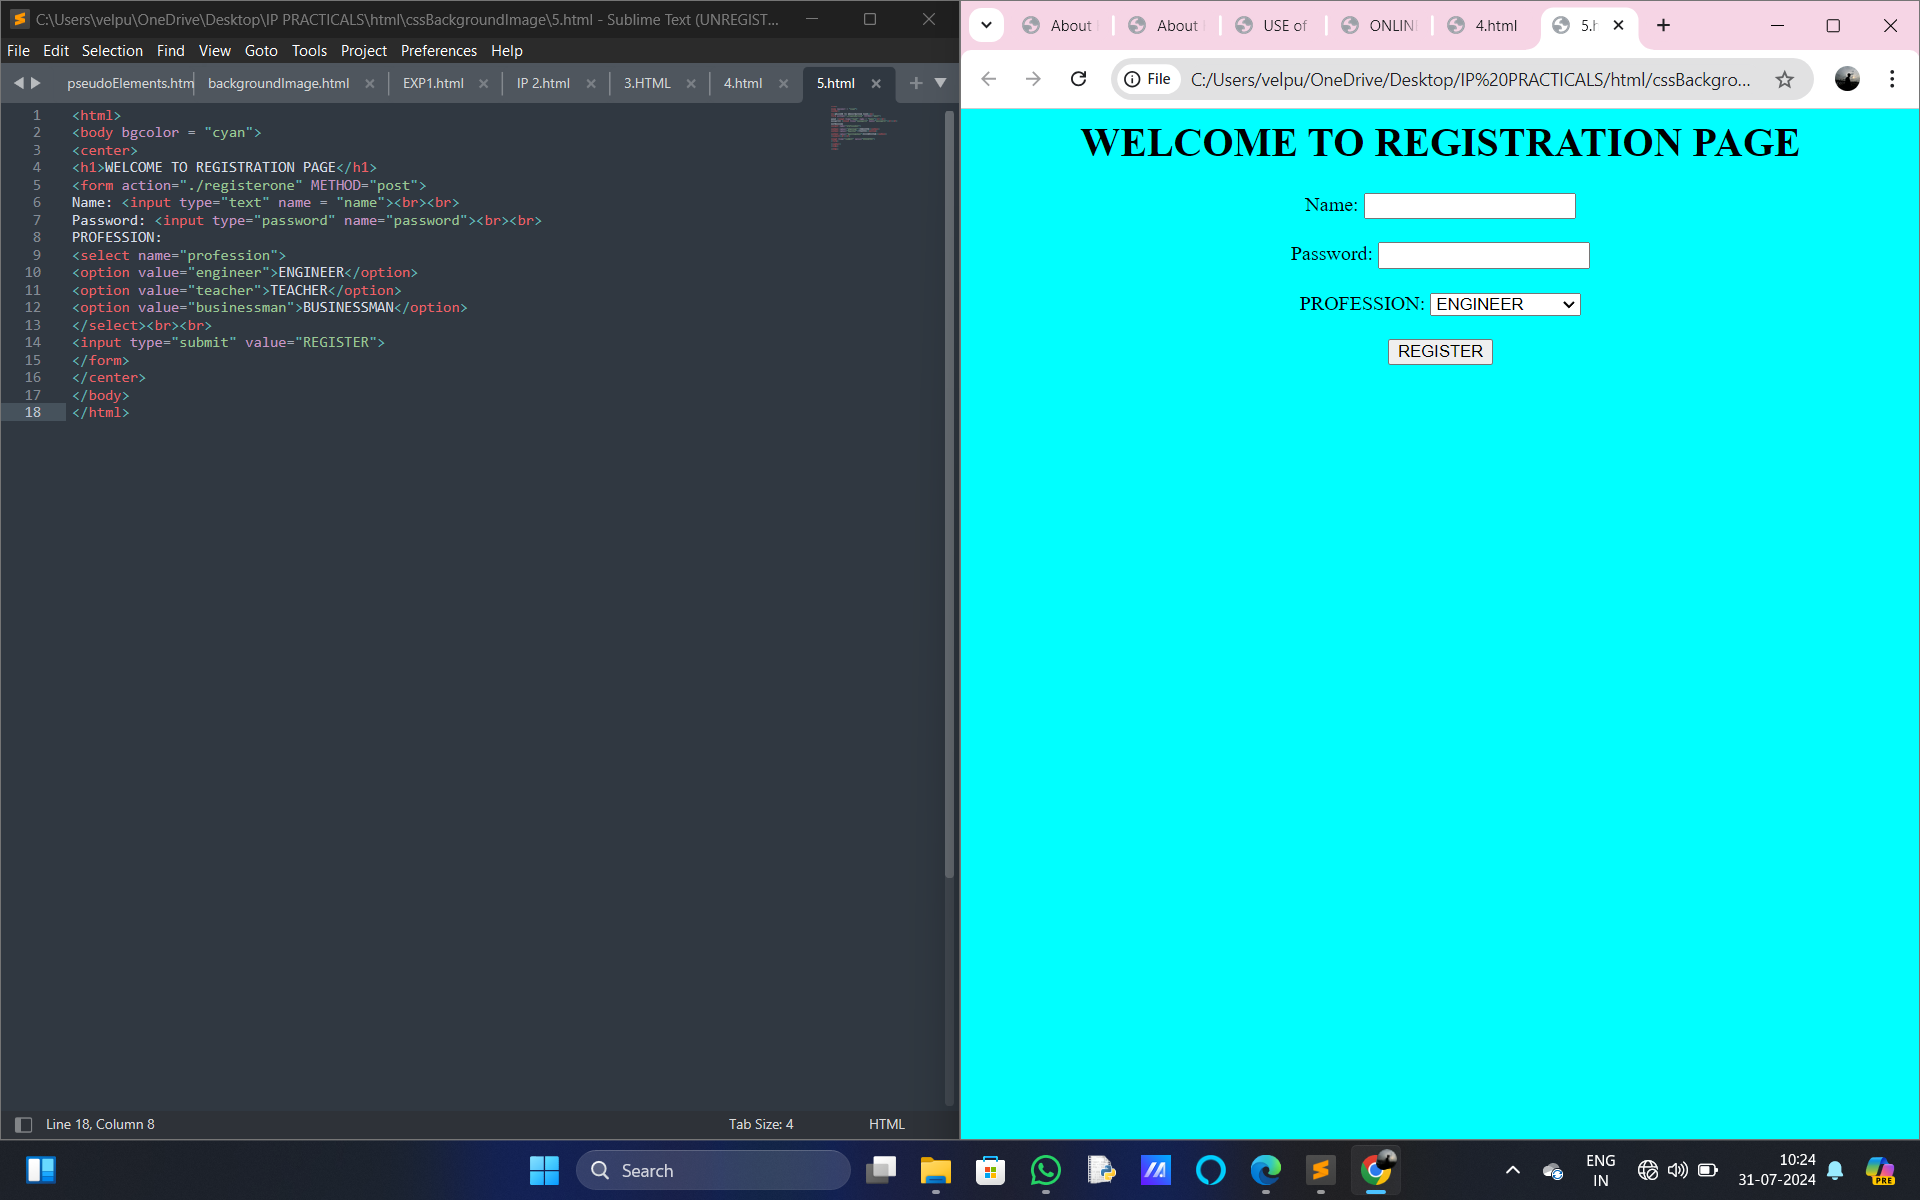 C:\Users\velpu\OneDrive\Desktop\IP PRACTICALS\html\cssBackgroundImage\5.html - Sublime Text (UNREGIST...
File Edit Selection Find View Goto Tools Project Preferences Help
pseudoElements.htm backgroundImage.html EXP1.html IP 2.html 3.HTML 4.html 5.html
1 <html>
2 <body bgcolor = "cyan">
3 <center>
4 <h1>WELCOME TO REGISTRATION PAGE</h1>
5 <form action="./registerone" METHOD="post">
6 Name: <input type="text" name = "name"><br><br>
7 Password: <input type="password" name="password"><br><br>
8 PROFESSION:
9 <select name="profession">
10 <option value="engineer">ENGINEER</option>
11 <option value="teacher">TEACHER</option>
12 <option value="businessman">BUSINESSMAN</option>
13 </select><br><br>
14 <input type="submit" value="REGISTER">
15 </form>
16 </center>
17 </body>
18 </html>
Line 18, Column 8 Tab Size: 4 HTML
About About USE of ONLIN 4.html 5.h
File C:/Users/velpu/OneDrive/Desktop/IP%20PRACTICALS/html/cssBackgro...
WELCOME TO REGISTRATION PAGE
Name:
Password:
PROFESSION: ENGINEER
REGISTER
Search
ENG
IN
10:24
31-07-2024
PRE